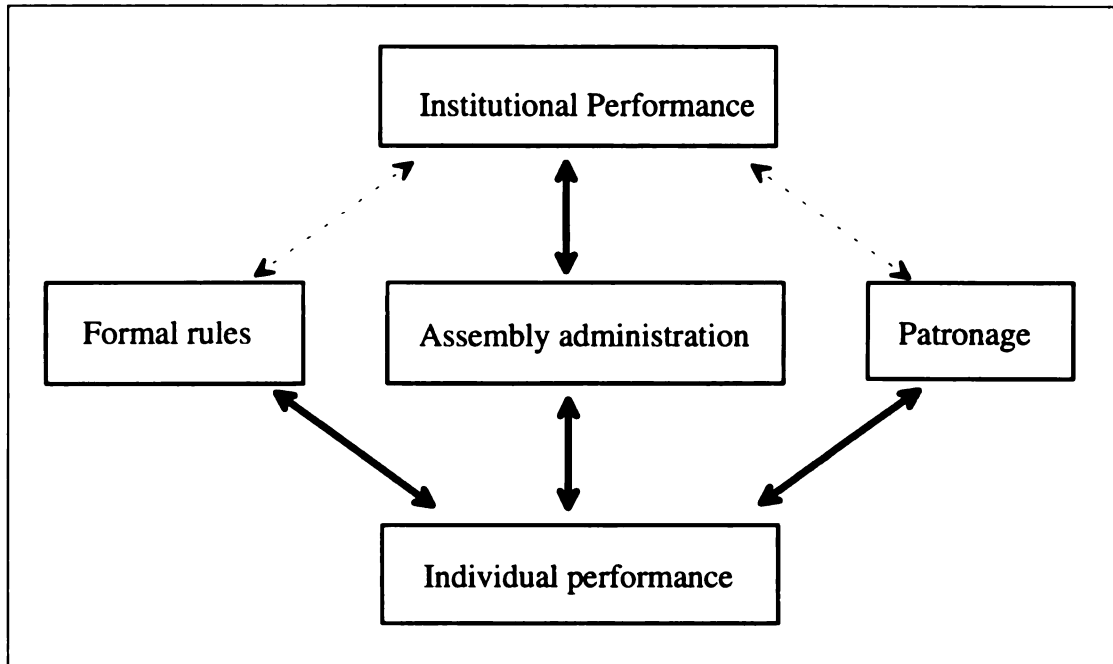 Institutional Performance
Formal rules
Assembly administration
Patronage
Individual performance